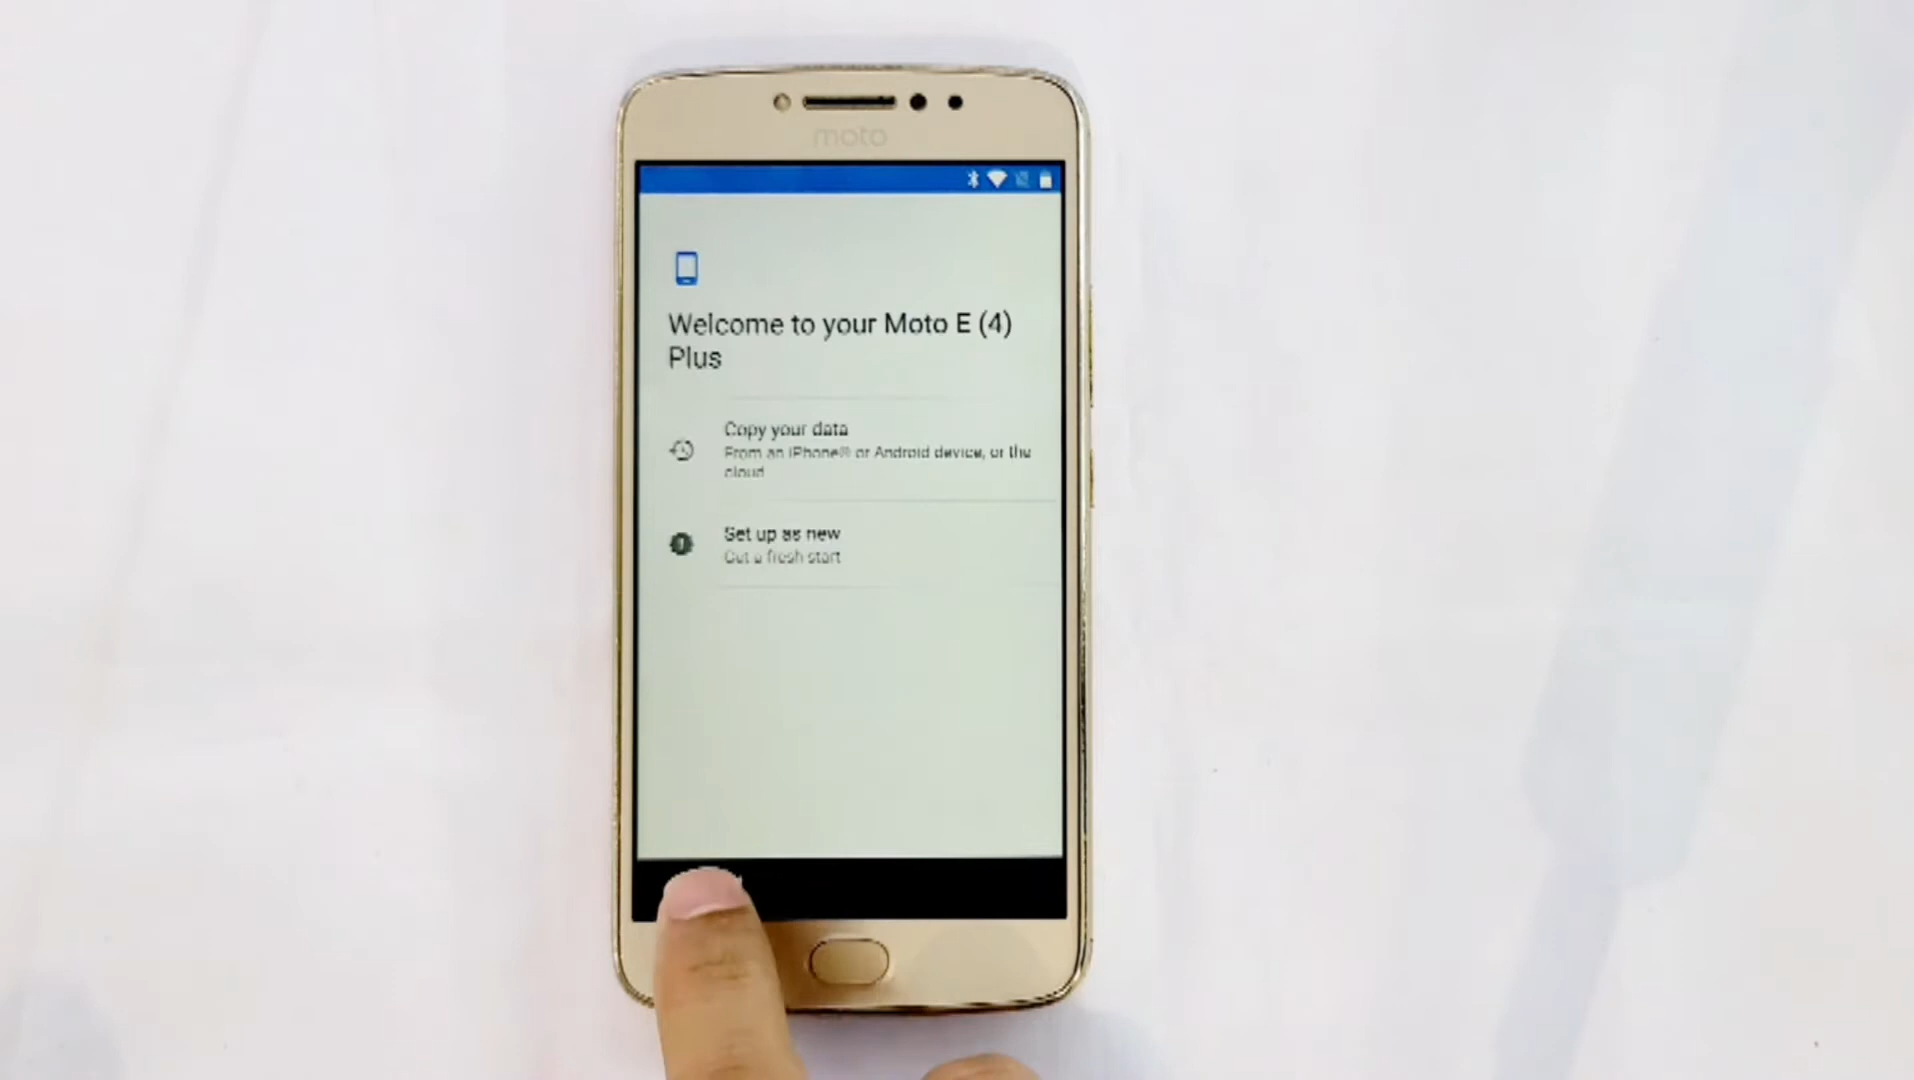 moto
Welcome to your Moto E (4)
Plus
Copy your data
From an iPhone® or Android device, or the
cloud
Set up as new
Out a fresh start